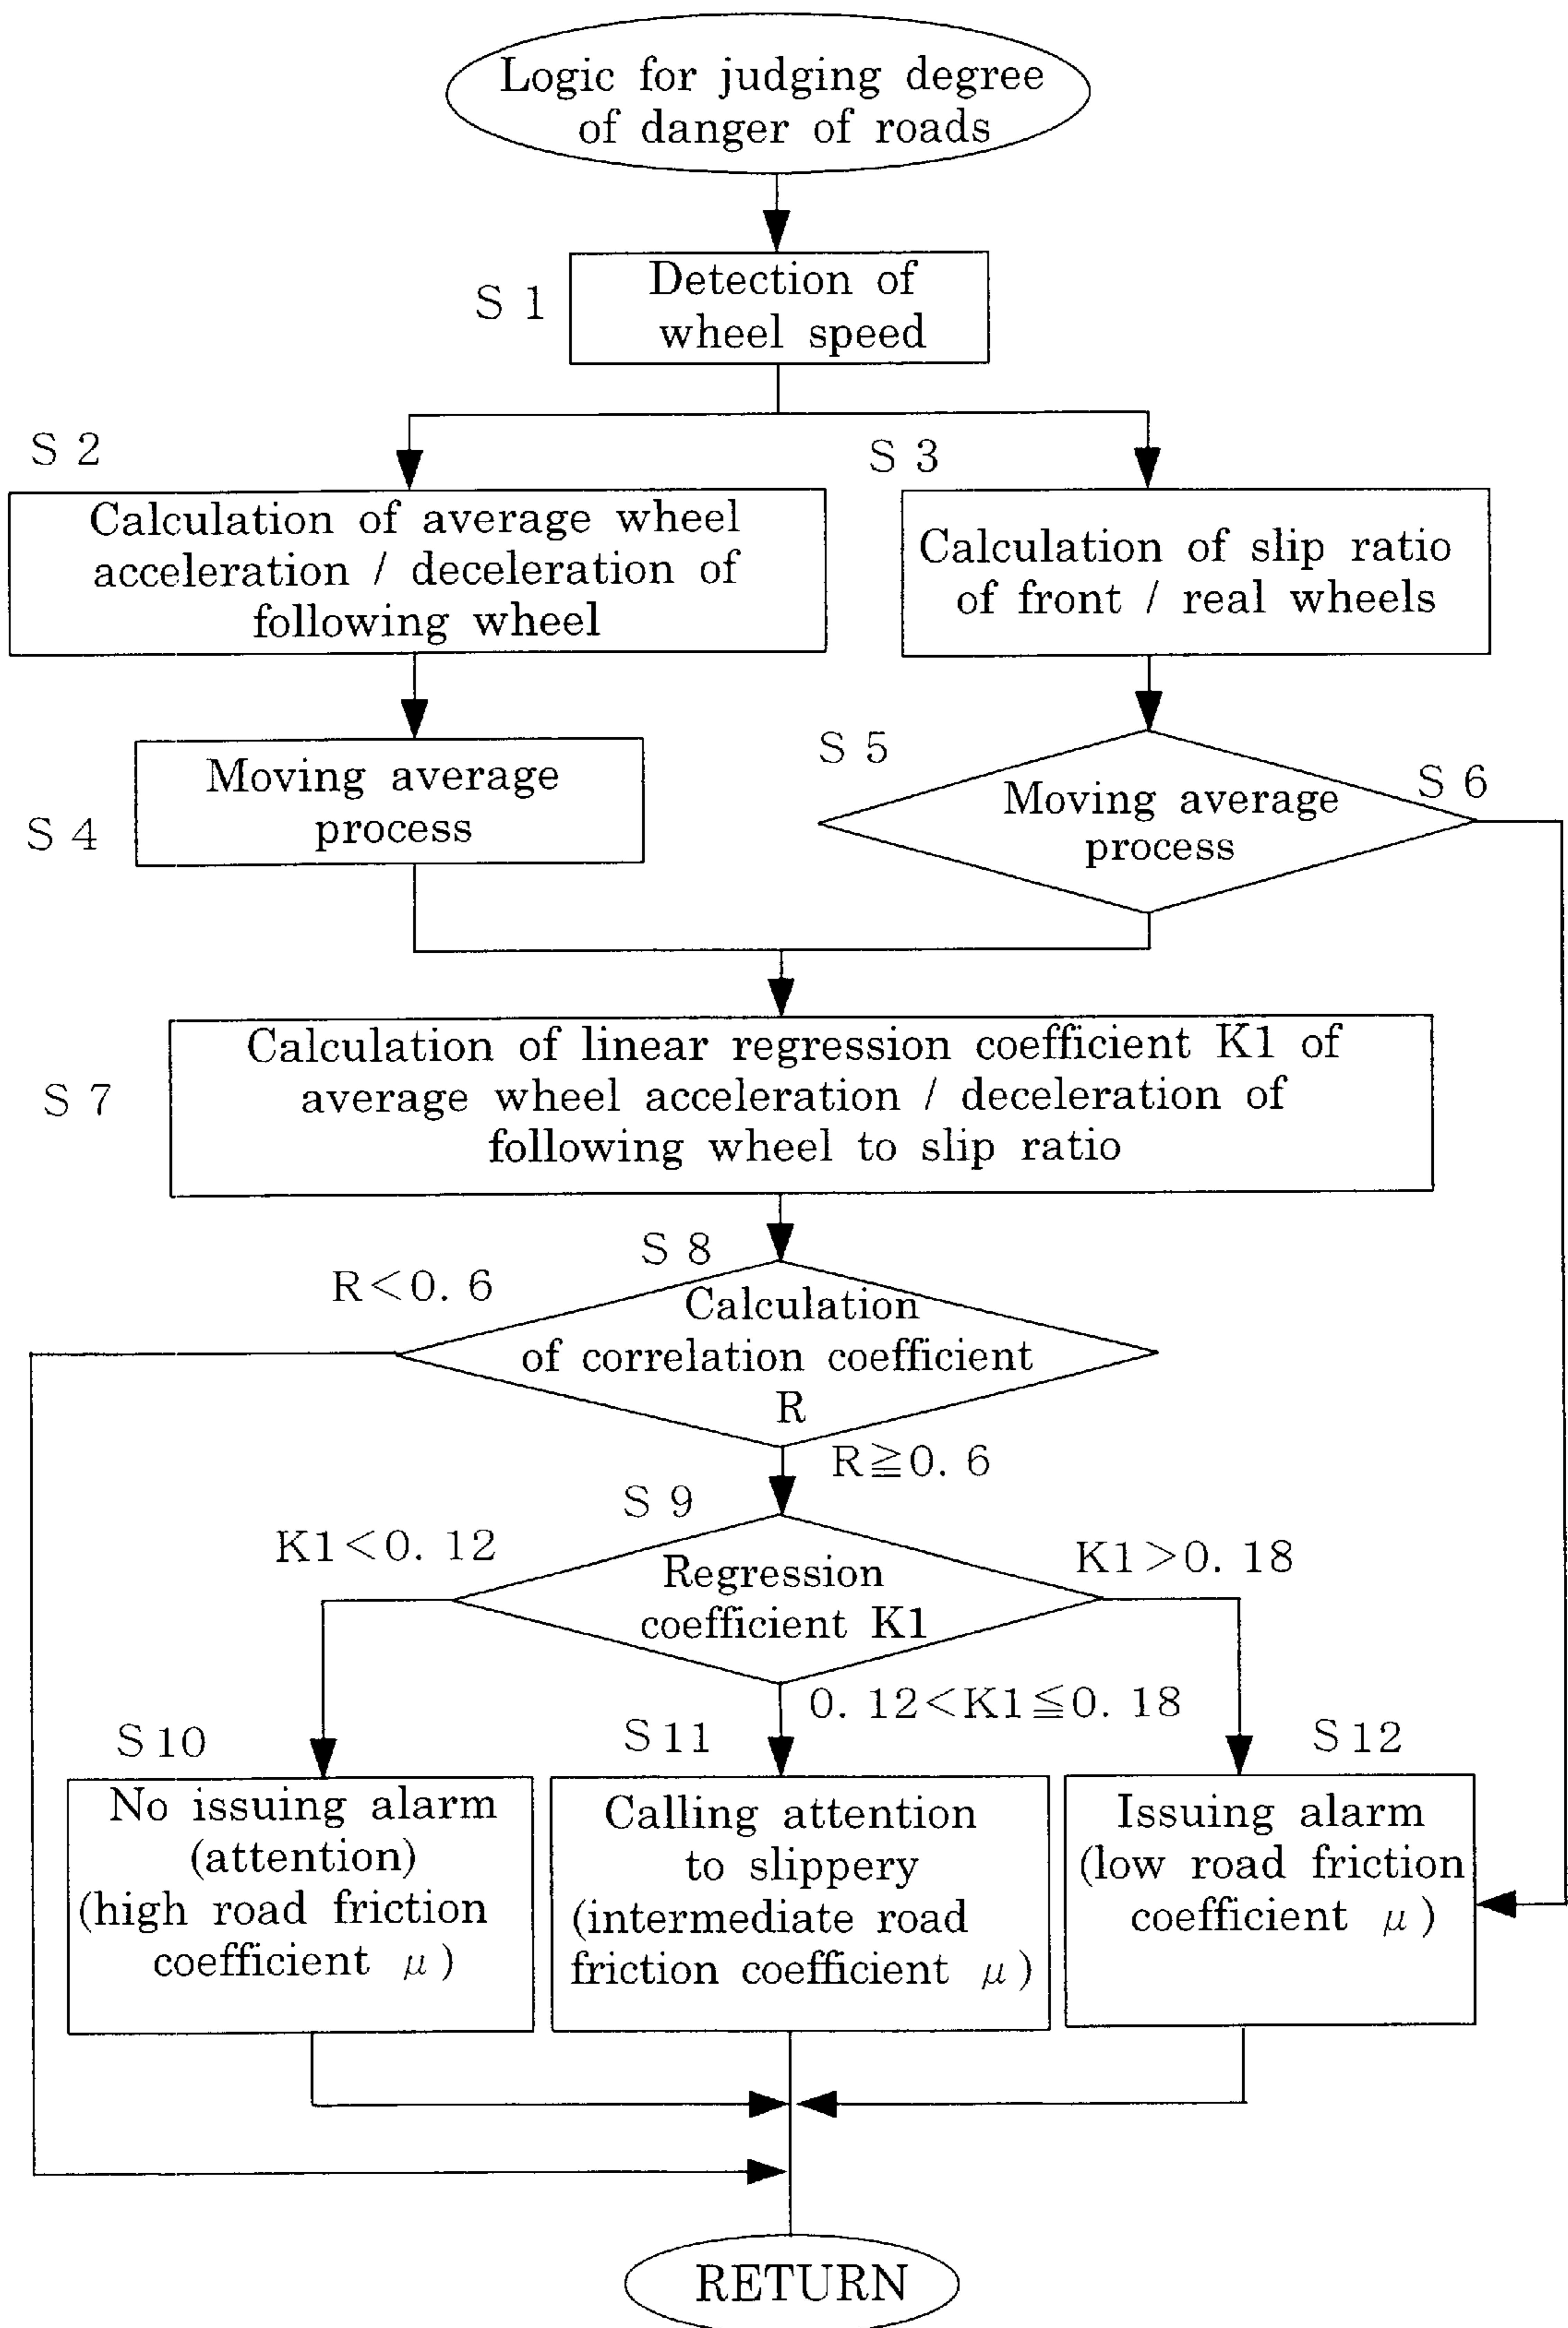 Logic for judging degree
of danger of roads
S 1
Detection of
wheel speed
S 2
Calculation of average wheel
acceleration / deceleration of
following wheel
S 3
Calculation of slip ratio
of front / real wheels
S 4
Moving average
process
S 5
Moving average
process
S 6
S 7
Calculation of linear regression coefficient K1 of
average wheel acceleration / deceleration of
following wheel to slip ratio
S 8
R<0. 6
Calculation
of correlation coefficient
R
R≧0. 6
S 9
K1<0. 12
Regression
coefficient K1
K1>0. 18
0. 12<K1≦0. 18
S10
No issuing alarm
(attention)
(high road friction
coefficient μ)
S11
Calling attention
to slippery
(intermediate road
friction coefficient μ)
S12
Issuing alarm
(low road friction
coefficient μ)
RETURN